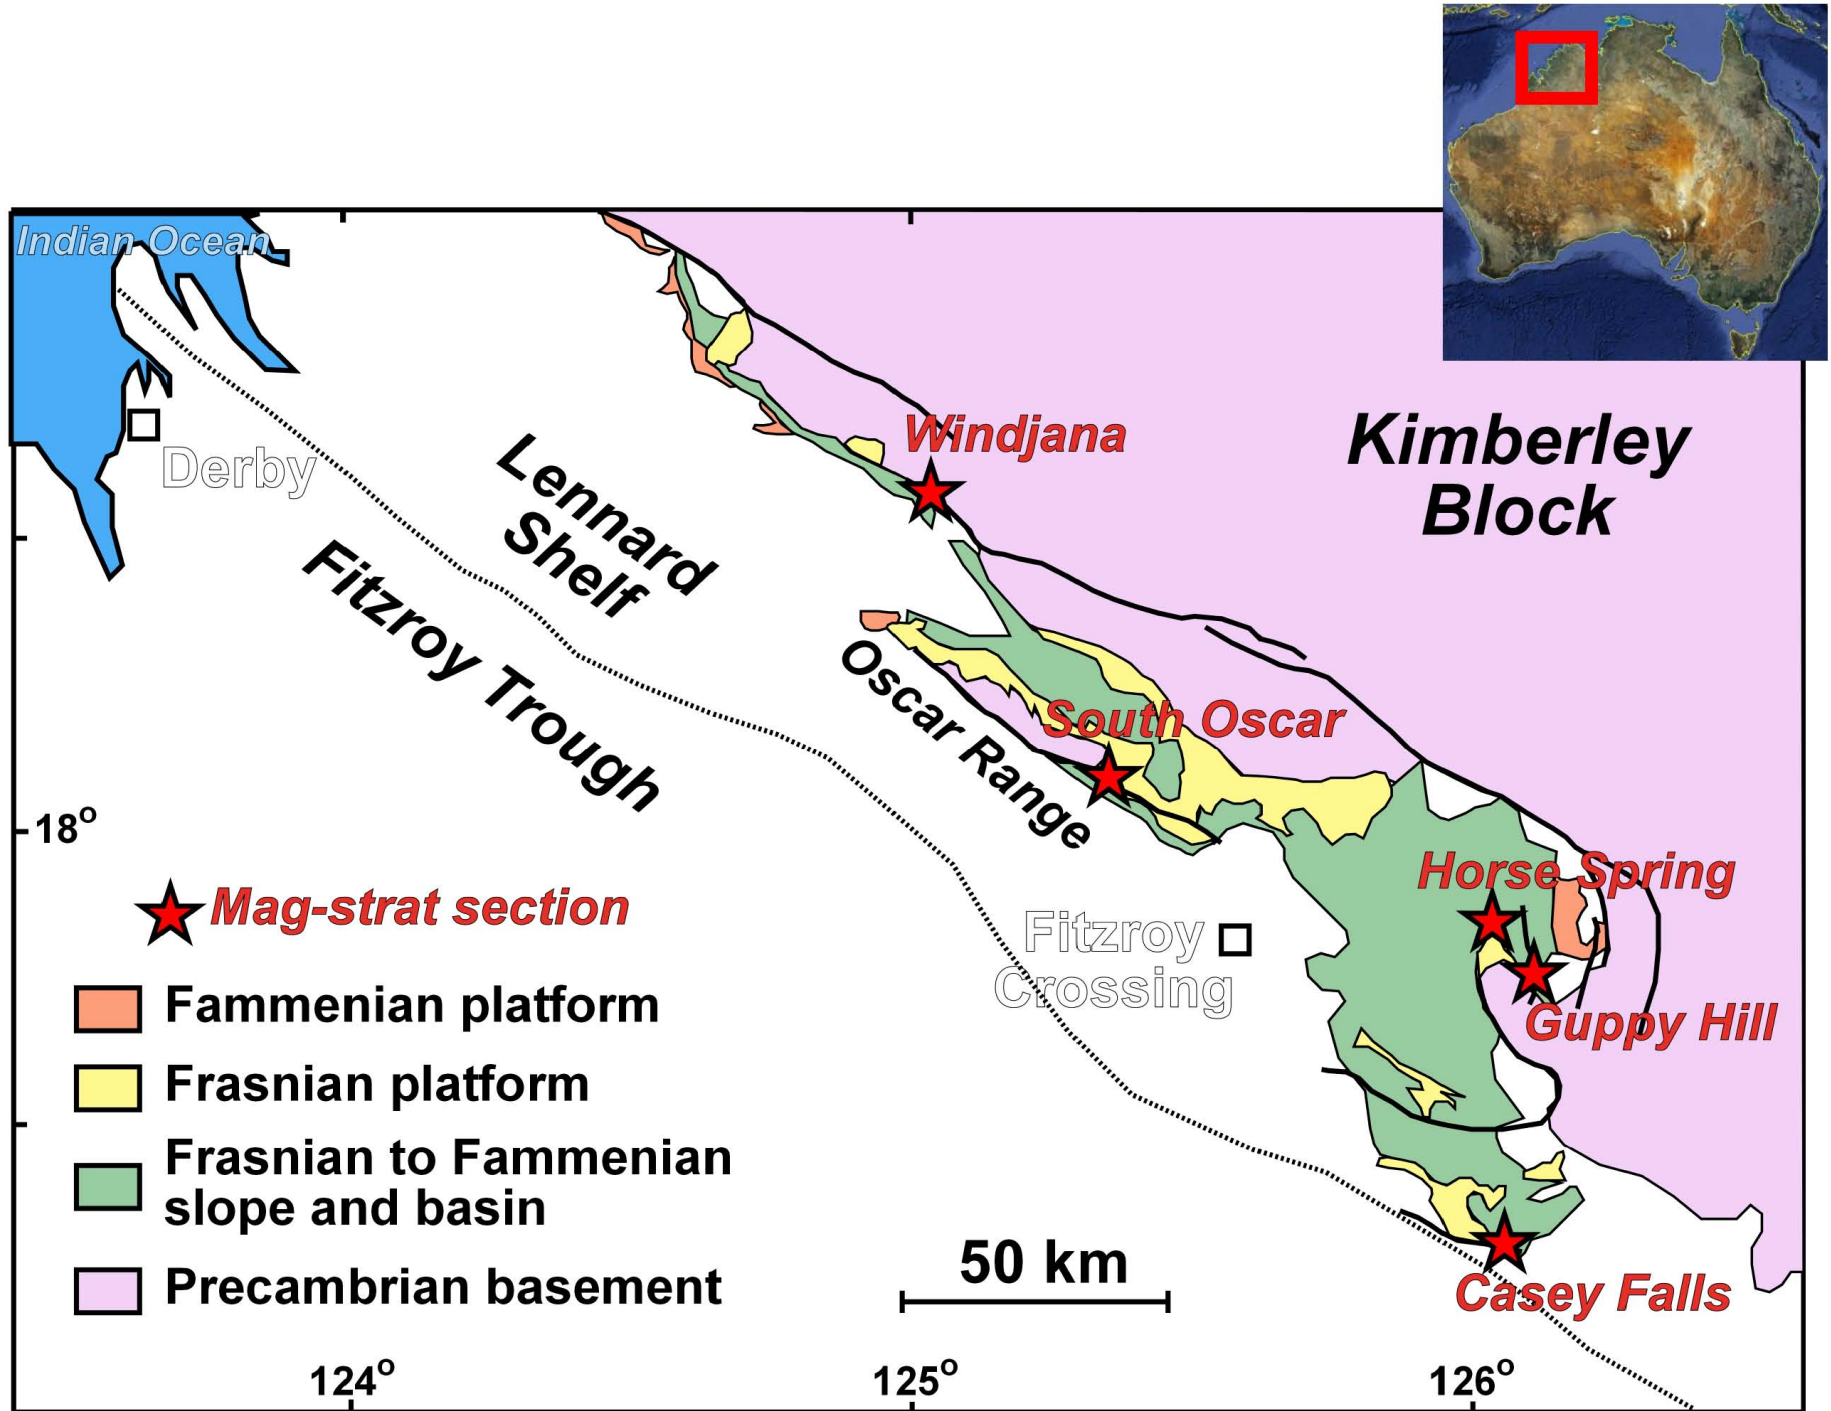 Indian Ocean
Derby
Lennard
Shelf
Fitzroy Trough
Windjana
Kimberley
Block
Oscar Range
South Oscar
18°
Horse Spring
Mag-strat section
Fitzroy
Crossing
Guppy Hill
Fammenian platform
Frasnian platform
Frasnian to Fammenian
slope and basin
Precambrian basement
50 km
Casey Falls
124°
125°
126°